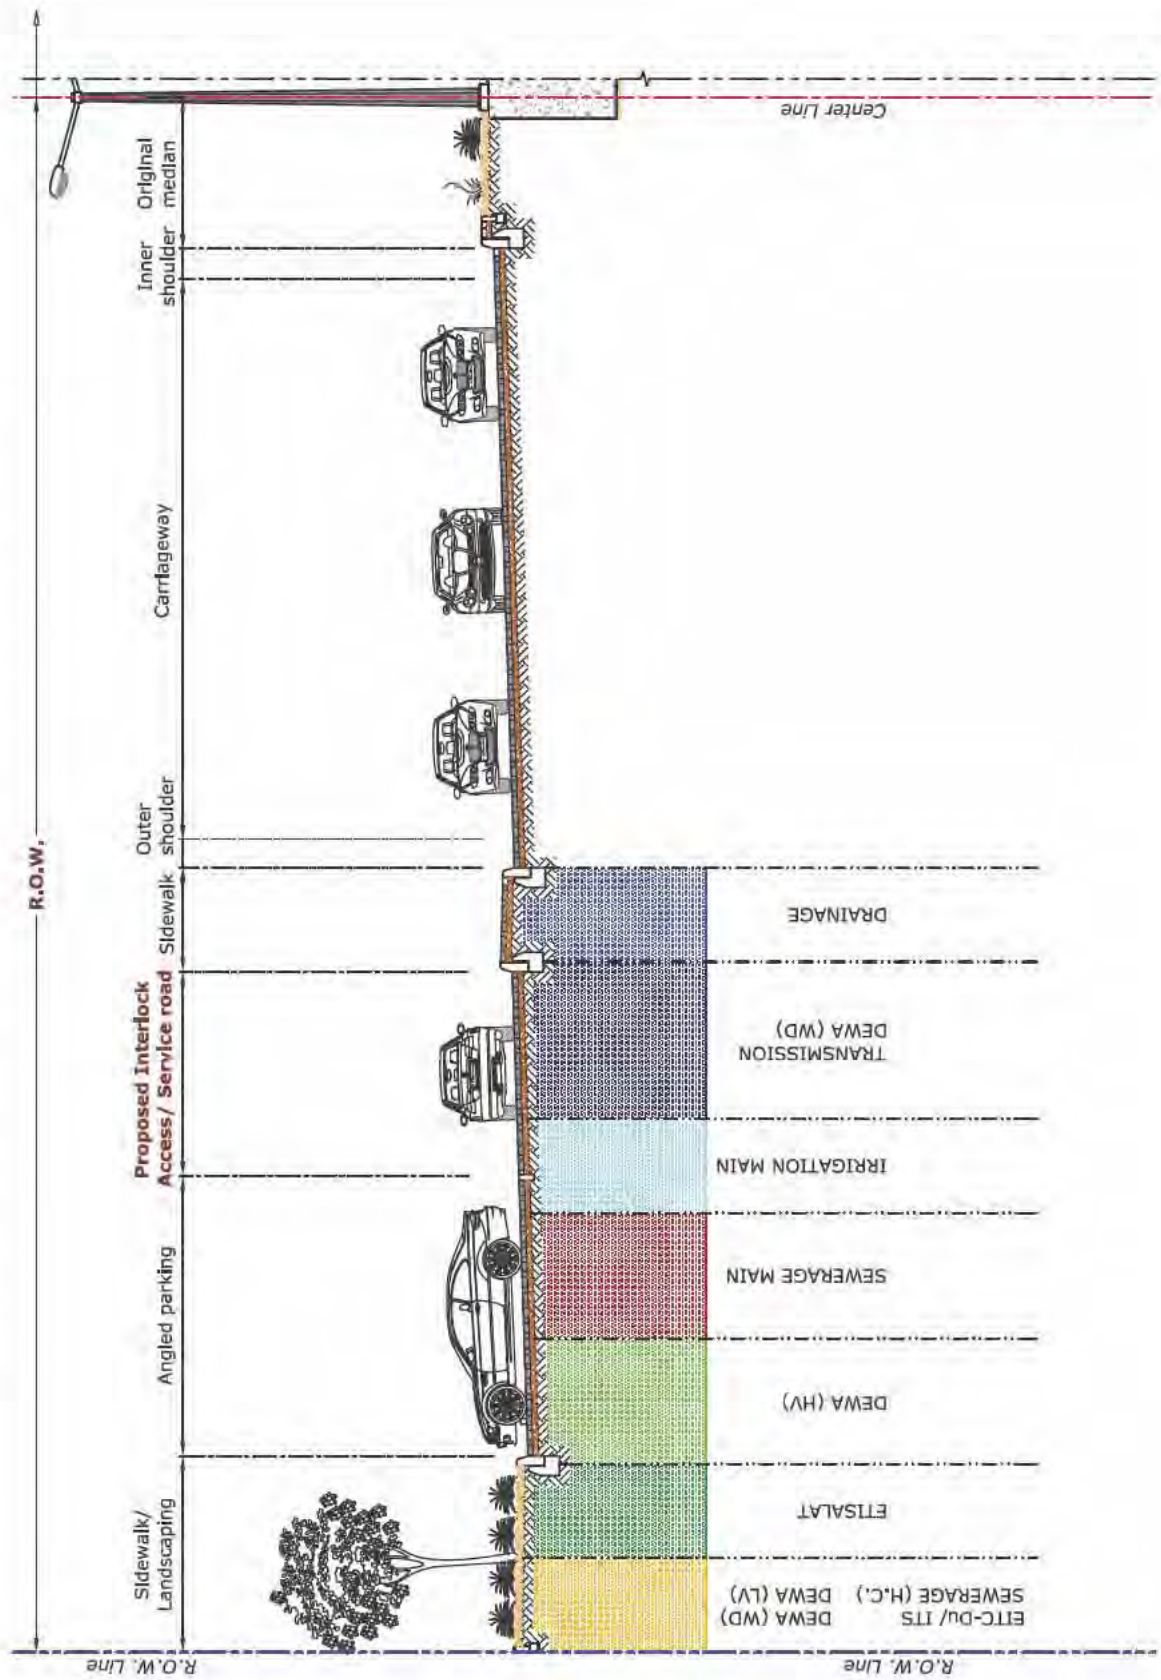 R.O.W.
Sidewalk/
Landscaping
Angled parking
Proposed Interlock
Access/ Service road
Sidewalk
Outer
shoulder
Carriageway
Inner
shoulder
Original
median
R.O.W. Line
Center Line
EITC-Du/ ITS DEWA (WD)
SEWERAGE (H.C.) DEWA (LV)
ETISALAT
DEWA (HV)
SEWERAGE MAIN
IRRIGATION MAIN
TRANSMISSION
DEWA (WD)
DRAINAGE
R.O.W. Line